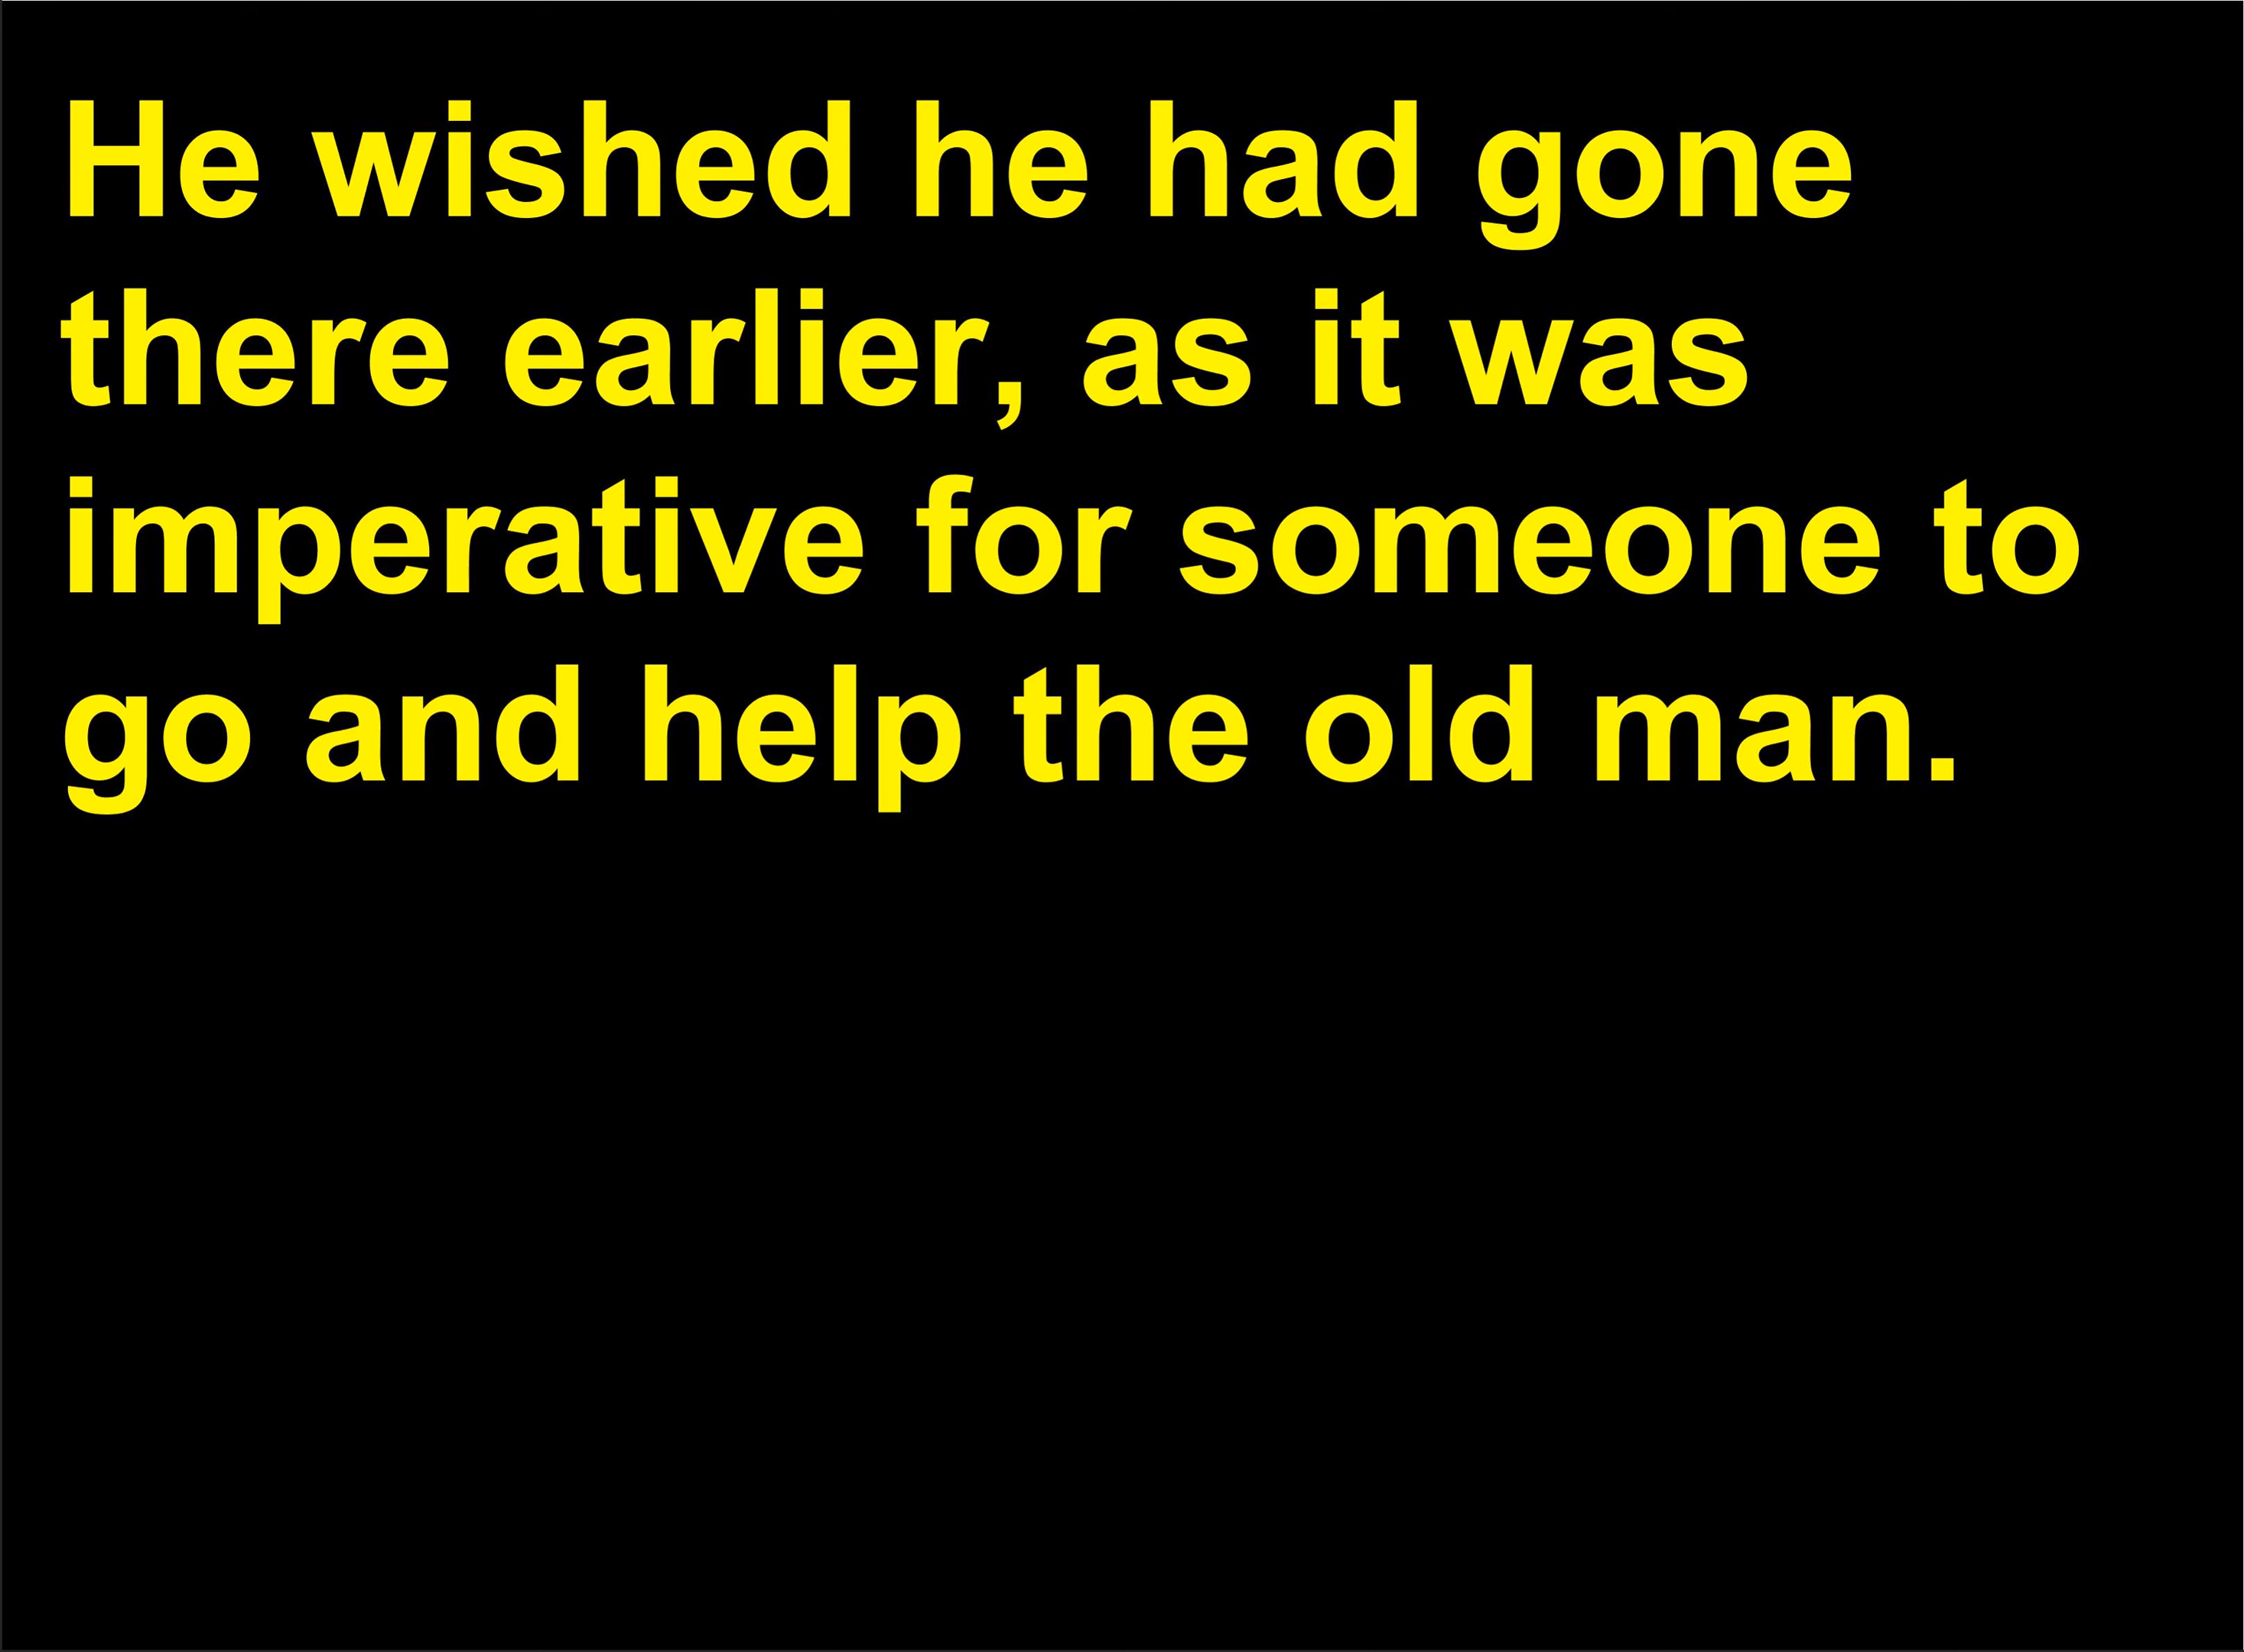 He wished he had gone
there earlier, as it was
imperative for someone to
go and help the old man.